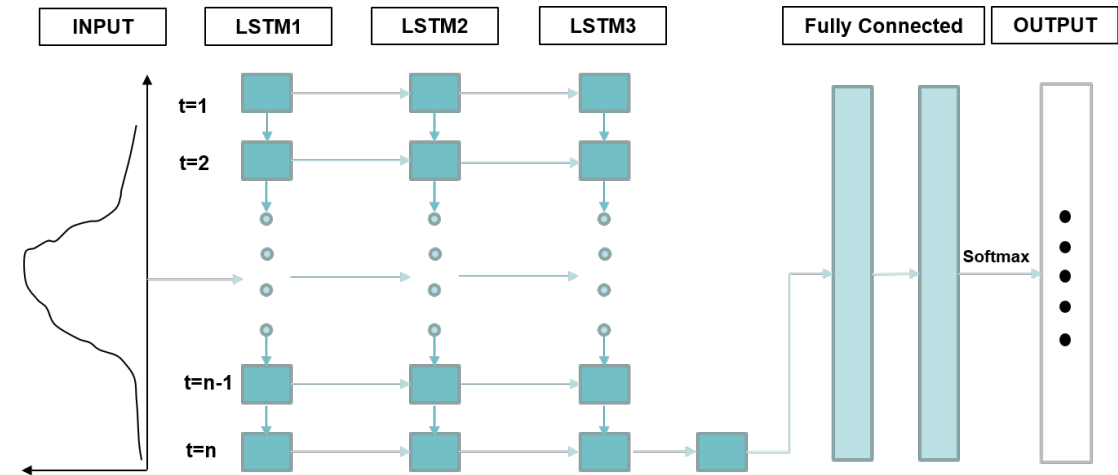 INPUT
LSTM1
LSTM2
LSTM3
Fully Connected
OUTPUT
t=1
t=2
Softmax
t=n-1
t=n